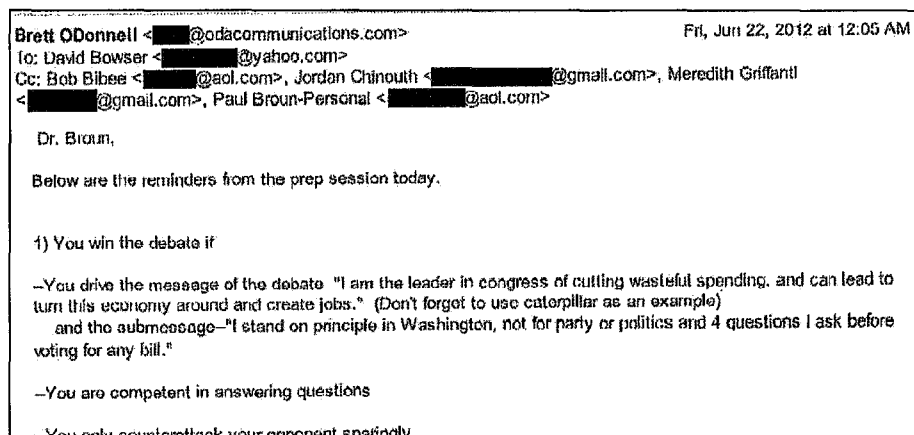 Brett ODonnell < @odacommunications.com> Fri, Jun 22, 2012 at 12:05 AM
To: David Bowser < @yahoo.com>
Cc: Bob Bibee < @aol.com>, Jordan Chinouth < @gmail.com>, Meredith Griffanti
< @gmail.com>, Paul Broun-Personal < @aol.com>
Dr. Broun,
Below are the reminders from the prep session today.
1) You win the debate if
--You drive the message of the debate "I am the leader in congress of cutting wasteful spending, and can lead to
turn this economy around and create jobs." (Don't forget to use caterpillar as an example)
and the submessage--"I stand on principle in Washington, not for party or politics and 4 questions I ask before
voting for any bill."
--You are competent in answering questions
--You only counterattack your opponent sparingly